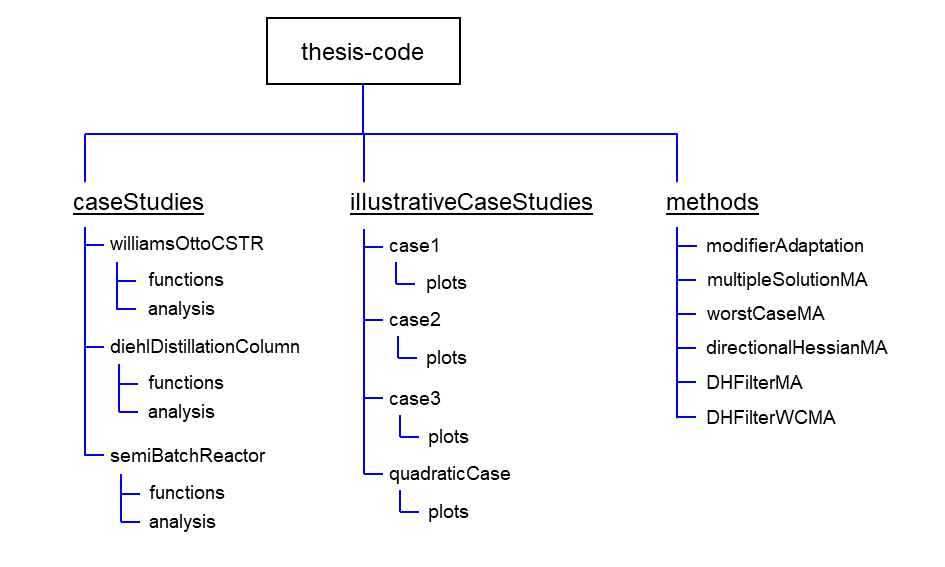 thesis-code
caseStudies
williamsOttoCSTR
functions
analysis
diehlDistillationColumn
functions
analysis
semiBatchReactor
functions
analysis
illustrativeCaseStudies
case1
plots
case2
plots
case3
plots
quadraticCase
plots
methods
modifierAdaptation
multipleSolutionMA
worstCaseMA
directionalHessianMA
DHFilterMA
DHFilterWCMA